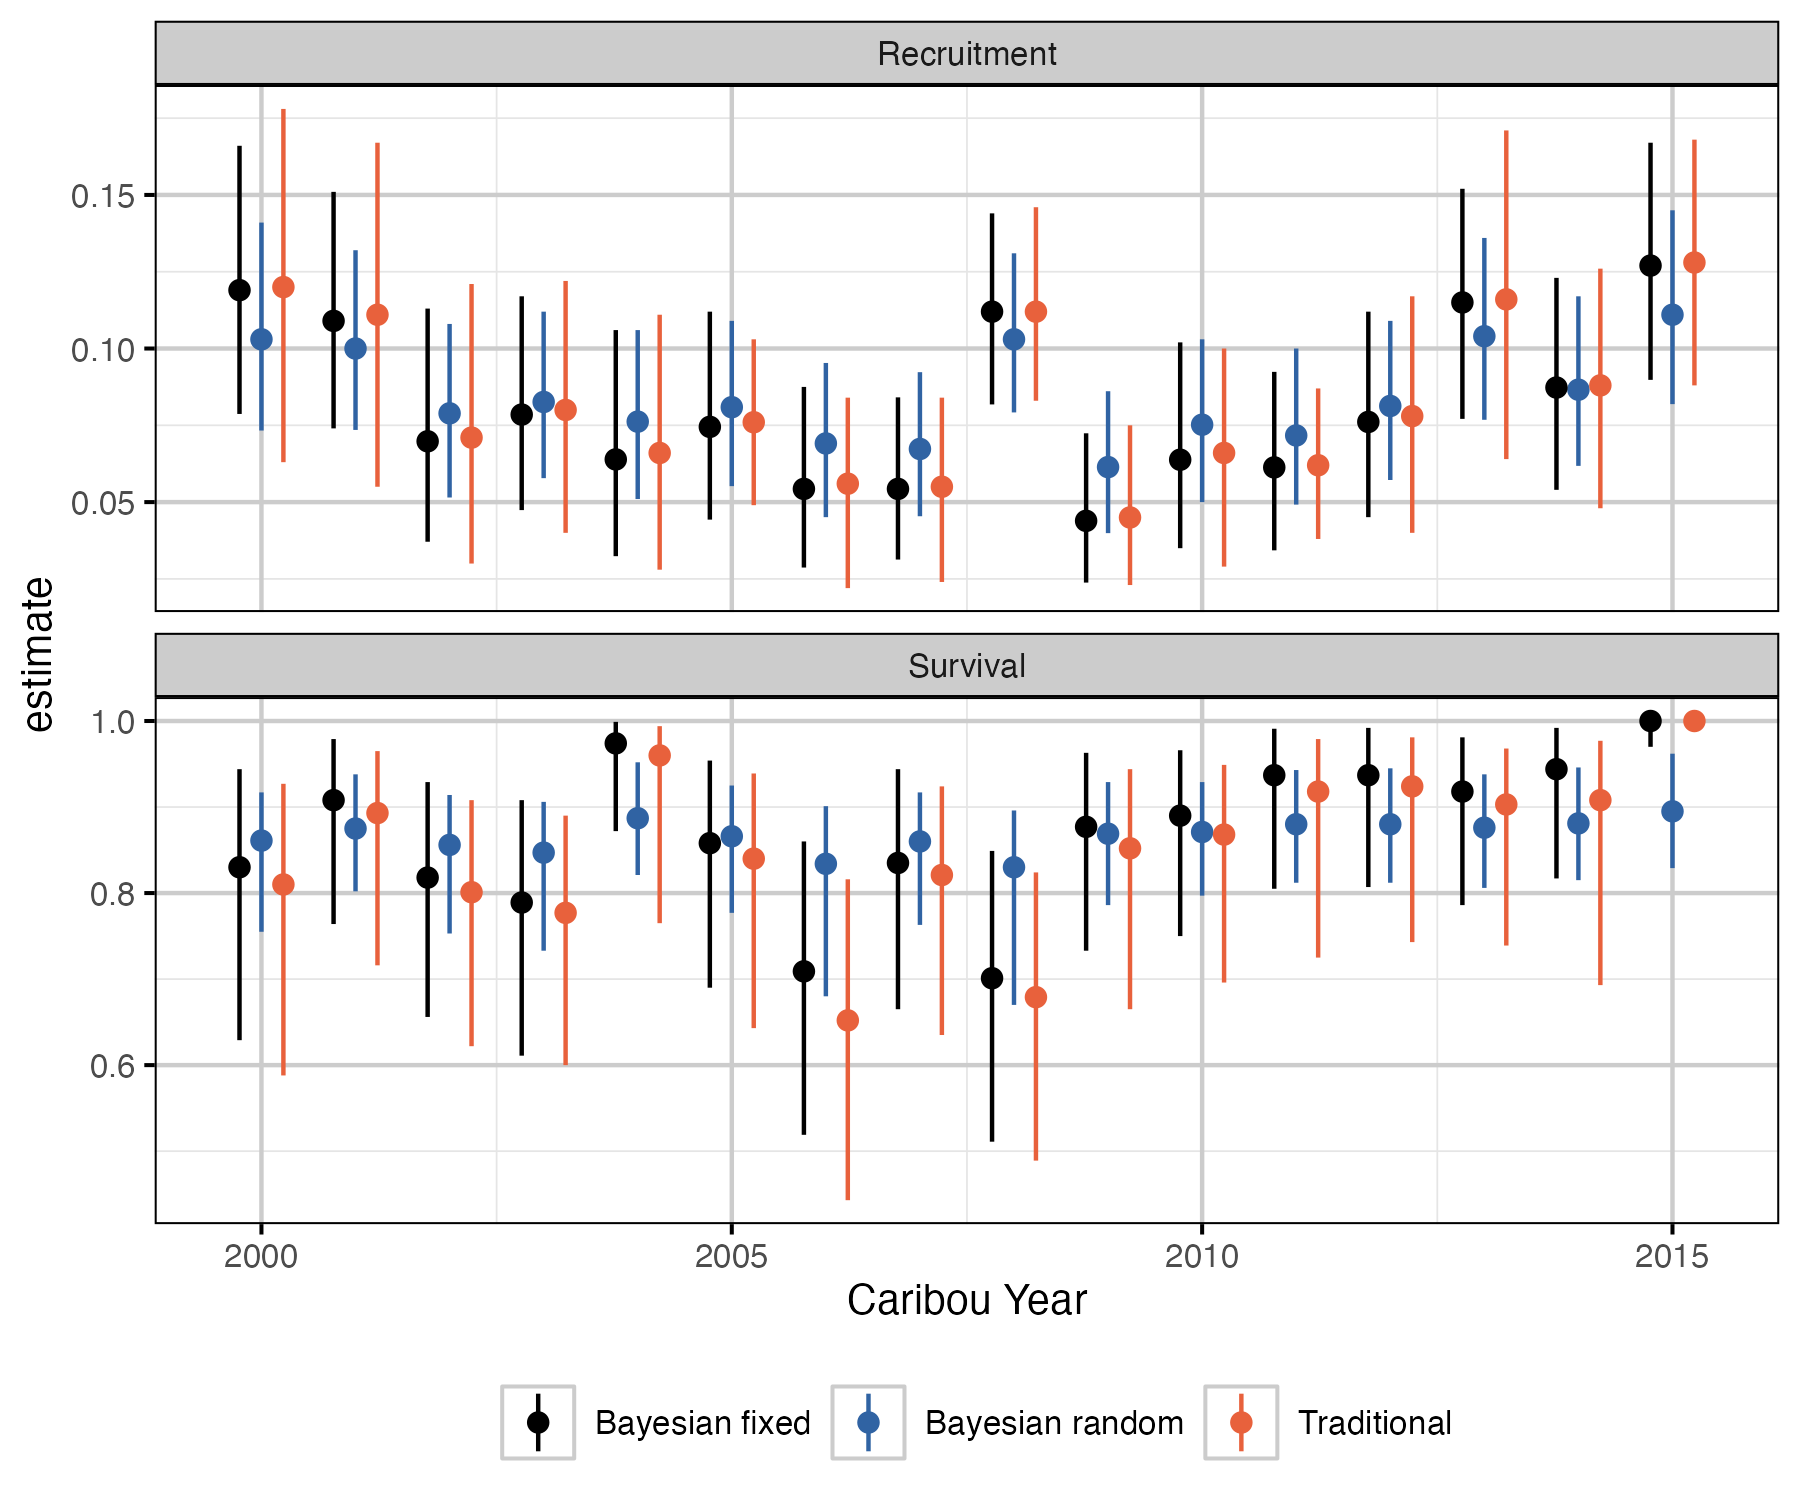 Recruitment
0.15
0.10
0.05
estimate
Survival
1.0
0.8
0.6
2000 2005 2010 2015
Caribou Year
Bayesian fixed Bayesian random Traditional